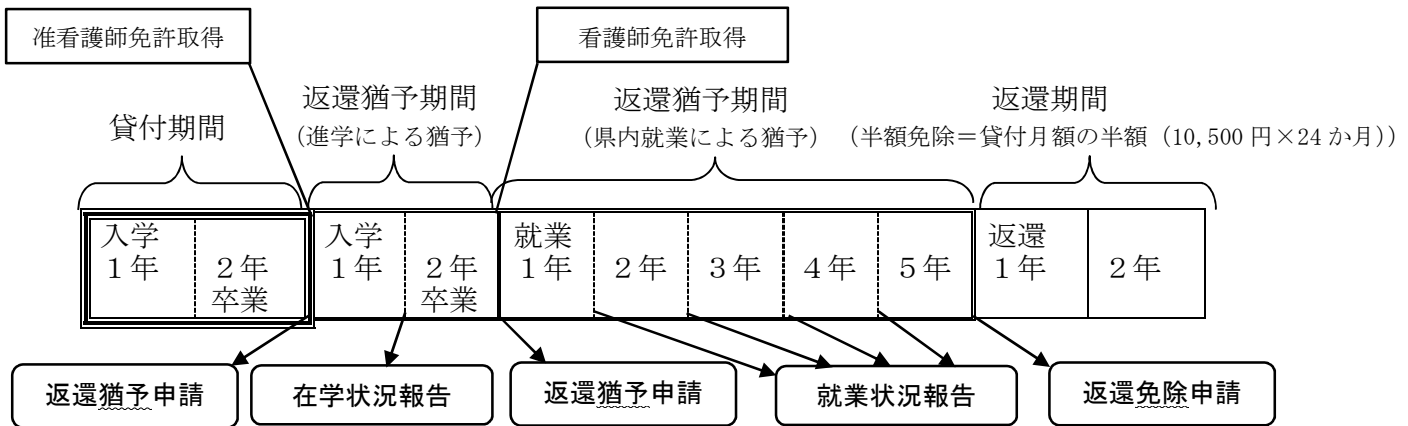 准看護師免許取得
看護師免許取得
貸付期間
返還猶予期間
(進学による猶予)
返還猶予期間
(県内就業による猶予)
返還期間
(半額免除＝貸付月額の半額 (10,500 円×24 か月))
入学
１年
２年
卒業
入学
１年
２年
卒業
就業
１年
２年
３年
４年
５年
返還
１年
２年
返還猶予申請
在学状況報告
返還猶予申請
就業状況報告
返還免除申請